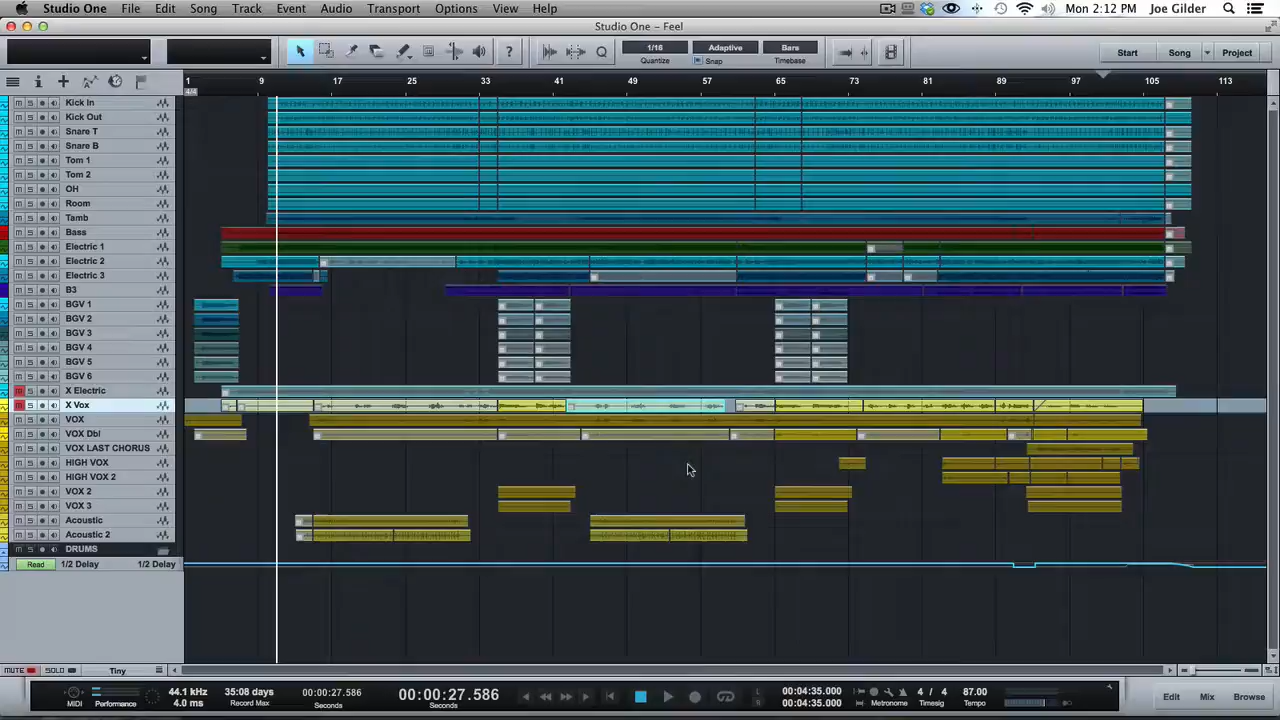 Studio One File Edit Song Track Event Audio Transport Options View Help Mon 2:12 PM Joe Gilder
Studio One – Feel
1/16 Adaptive Bars
? Quantize Snap Timebase Start Song Project
1 9 17 25 33 41 49 57 65 73 81 89 97 105 113
4/4
Kick In
Kick Out
Snare T
Snare B
Tom 1
Tom 2
OH
Room
Tamb
Bass
Electric 1
Electric 2
Electric 3
B3
BGV 1
BGV 2
BGV 3
BGV 4
BGV 5
BGV 6
X Electric
X Vox
VOX
VOX Dbl
VOX LAST CHORUS
HIGH VOX
HIGH VOX 2
VOX 2
VOX 3
Acoustic
Acoustic 2
DRUMS
Read 1/2 Delay 1/2 Delay
MUTE SOLO Tiny
44.1 kHz 35:08 days 00:00:27.586 00:00:27.586 L 00:04:35.000 4 / 4 87.00
MIDI Performance 4.0 ms Record Max Seconds Seconds R 00:04:35.000 Metronome Timesig Tempo Edit Mix Browse